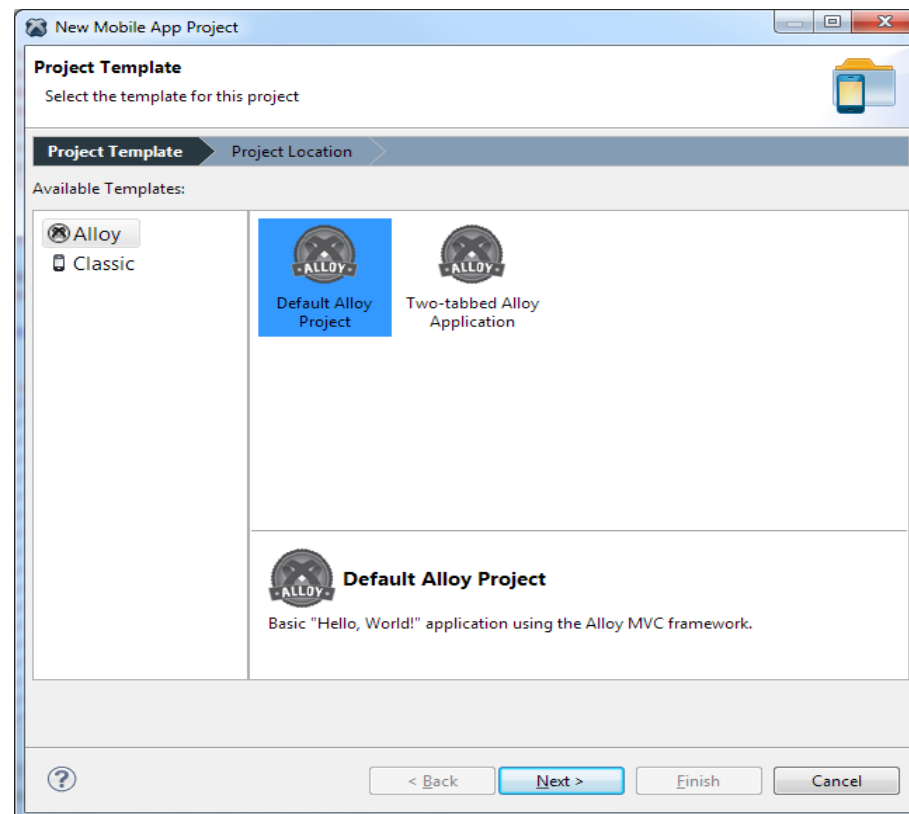 New Mobile App Project
Project Template
Select the template for this project
Project Template
Project Location
Available Templates:
Alloy
Classic
ALLOY
Default Alloy
Project
ALLOY
Two-tabbed Alloy
Application
ALLOY
Default Alloy Project
Basic "Hello, World!" application using the Alloy MVC framework.
?
< Back
Next >
Finish
Cancel